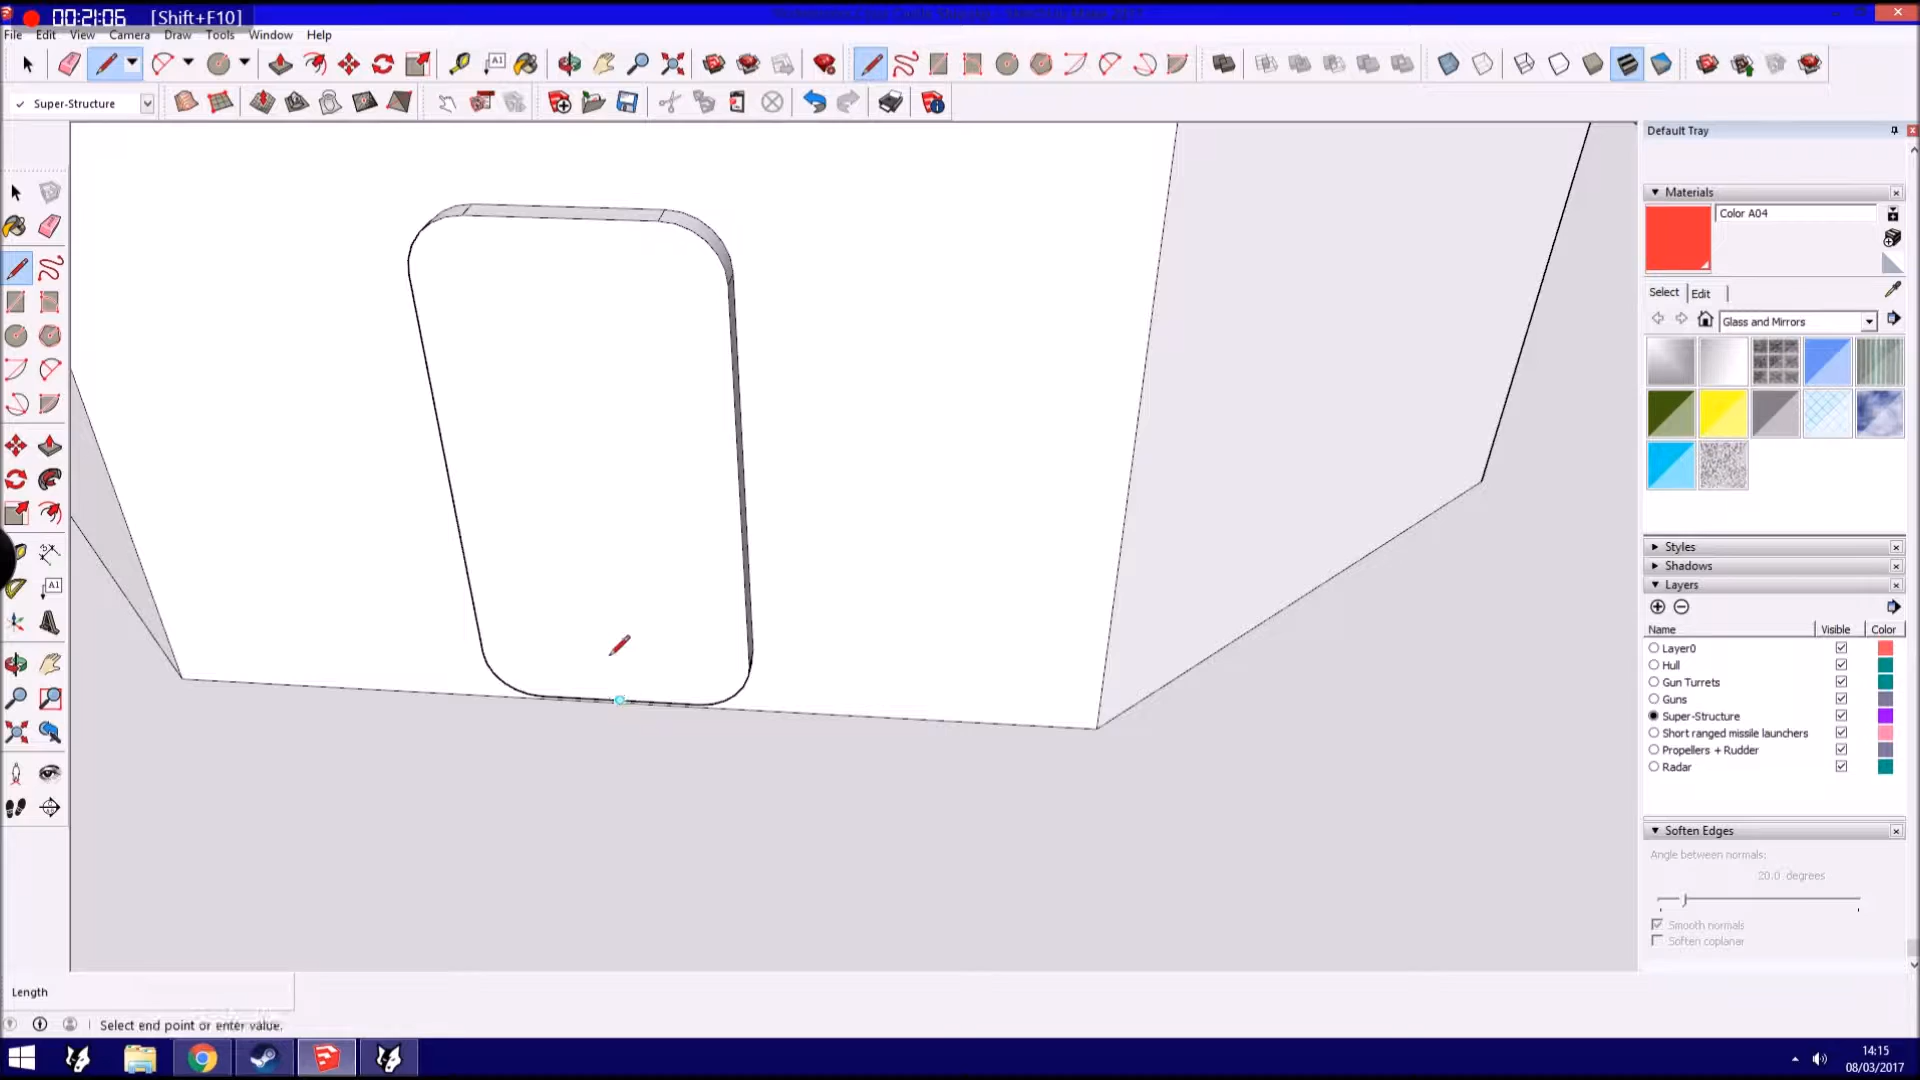 00:21:06 [Shift+F10]
File Edit View Camera Draw Tools Window Help
A1
Super-Structure
Default Tray
Materials
Color A04
Select Edit
Glass and Mirrors
A1
Styles
Shadows
Layers
Name Visible Color
Layer0
Hull
Gun Turrets
Guns
Super-Structure
Short ranged missile launchers
Propellers + Rudder
Radar
Soften Edges
Angle between normals:
20.0 degrees
Smooth normals
Soften coplanar
Length
Select end point or enter value.
14:15
08/03/2017